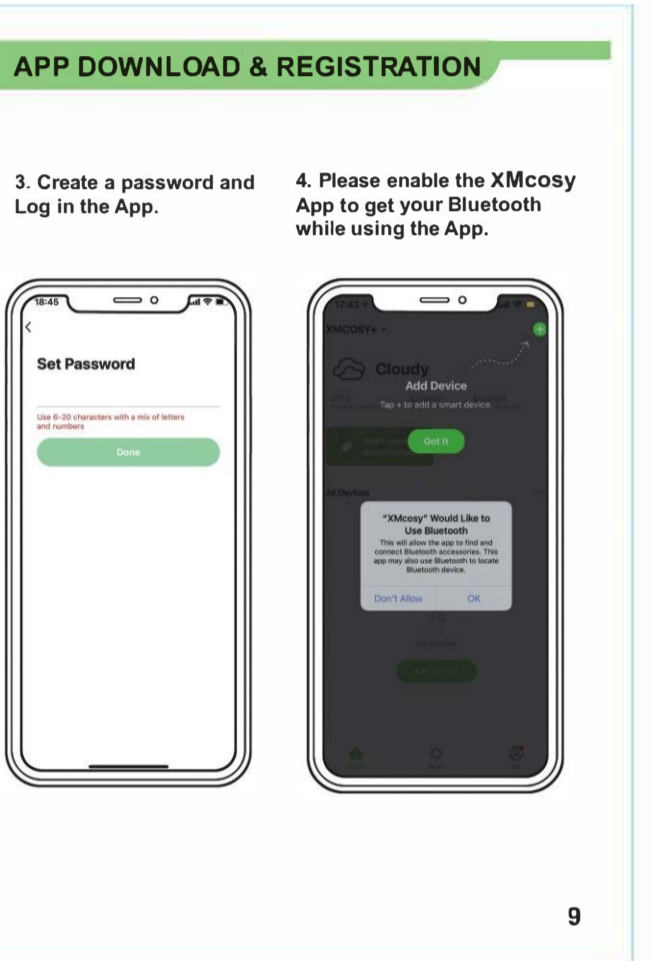 APP DOWNLOAD & REGISTRATION
3. Create a password and
Log in the App.
18:45
Set Password
Use 6-20 characters with a mix of letters
and numbers
Done
4. Please enable the XMcosy
App to get your Bluetooth
while using the App.
17:42
XMCOSY+
Cloudy
Add Device
Tap + to add a smart device.
Got It
All Devices
"XMcosy" Would Like to
Use Bluetooth
This will allow the app to find and
connect Bluetooth accessories. This
app may also use Bluetooth to locate
Bluetooth device.
Don't Allow
OK
Add Device
9